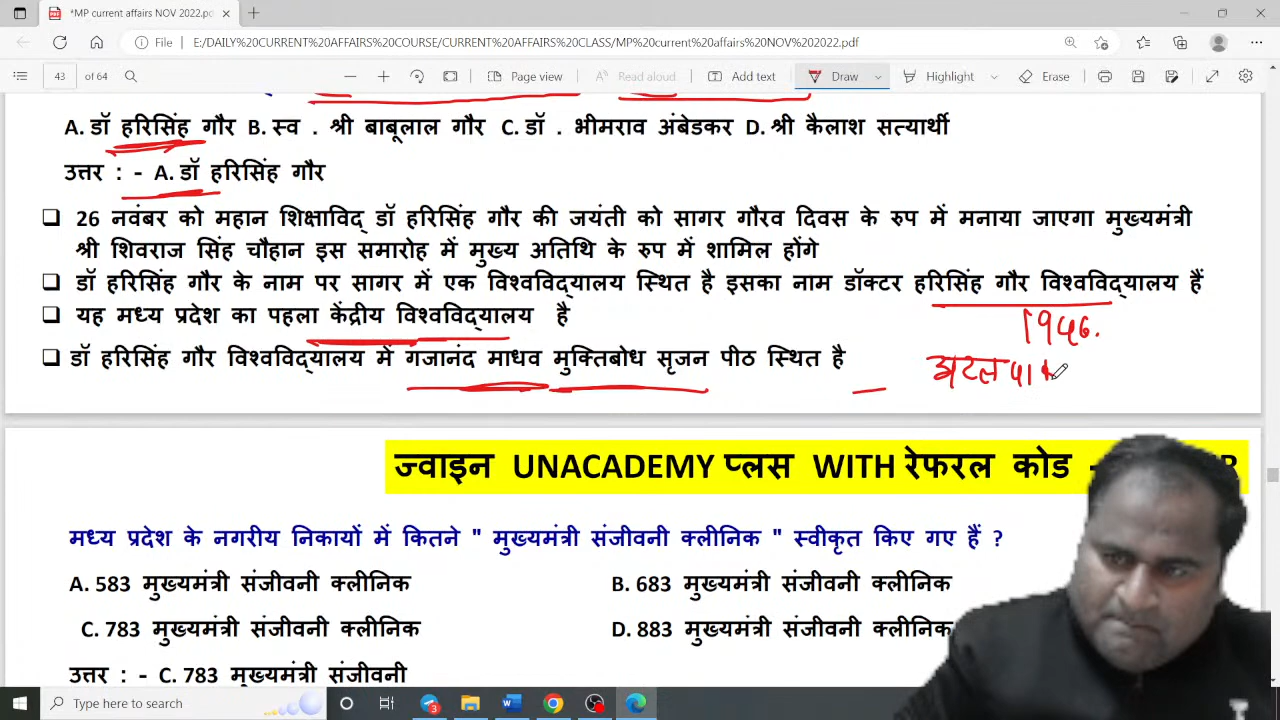 *MP current affairs NOV 2022.pd
File E:/DAILY%20CURRENT%20AFFAIRS%20COURSE/CURRENT%20AFFAIRS%20CLASS/MP%20current%20affairs%20NOV%202022.pdf
43 of 64 Page view Read aloud Add text Draw Highlight Erase
A. डॉ हरिसिंह गौर B. स्व . श्री बाबूलाल गौर C. डॉ . भीमराव अंबेडकर D. श्री कैलाश सत्यार्थी
उत्तर : - A. डॉ हरिसिंह गौर
❑ 26 नवंबर को महान शिक्षाविद् डॉ हरिसिंह गौर की जयंती को सागर गौरव दिवस के रुप में मनाया जाएगा मुख्यमंत्री
श्री शिवराज सिंह चौहान इस समारोह में मुख्य अतिथि के रुप में शामिल होंगे
❑ डॉ हरिसिंह गौर के नाम पर सागर में एक विश्वविद्यालय स्थित है इसका नाम डॉक्टर हरिसिंह गौर विश्वविद्यालय हैं
❑ यह मध्य प्रदेश का पहला केंद्रीय विश्वविद्यालय है
❑ डॉ हरिसिंह गौर विश्वविद्यालय में गजानंद माधव मुक्तिबोध सृजन पीठ स्थित है
अटल
ज्वाइन UNACADEMY प्लस WITH रेफरल कोड -
मध्य प्रदेश के नगरीय निकायों में कितने " मुख्यमंत्री संजीवनी क्लीनिक " स्वीकृत किए गए हैं ?
A. 583 मुख्यमंत्री संजीवनी क्लीनिक B. 683 मुख्यमंत्री संजीवनी क्लीनिक
C. 783 मुख्यमंत्री संजीवनी क्लीनिक D. 883 मुख्यमंत्री संजीवनी क्लीनिक
उत्तर : - C. 783 मुख्यमंत्री संजीवनी
Type here to search